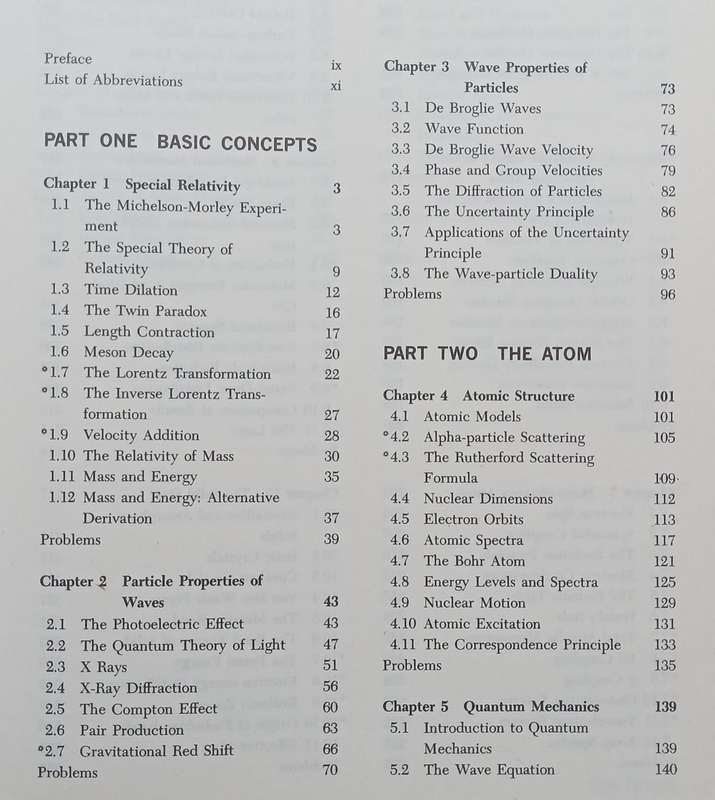 Preface ix
List of Abbreviations xi
PART ONE BASIC CONCEPTS
Chapter 1 Special Relativity 3
1.1 The Michelson-Morley Experi-
ment 3
1.2 The Special Theory of
Relativity 9
1.3 Time Dilation 12
1.4 The Twin Paradox 16
1.5 Length Contraction 17
1.6 Meson Decay 20
°1.7 The Lorentz Transformation 22
°1.8 The Inverse Lorentz Trans-
formation 27
°1.9 Velocity Addition 28
1.10 The Relativity of Mass 30
1.11 Mass and Energy 35
1.12 Mass and Energy: Alternative
Derivation 37
Problems 39
Chapter 2 Particle Properties of
Waves 43
2.1 The Photoelectric Effect 43
2.2 The Quantum Theory of Light 47
2.3 X Rays 51
2.4 X-Ray Diffraction 56
2.5 The Compton Effect 60
2.6 Pair Production 63
°2.7 Gravitational Red Shift 66
Problems 70
Chapter 3 Wave Properties of
Particles 73
3.1 De Broglie Waves 73
3.2 Wave Function 74
3.3 De Broglie Wave Velocity 76
3.4 Phase and Group Velocities 79
3.5 The Diffraction of Particles 82
3.6 The Uncertainty Principle 86
3.7 Applications of the Uncertainty
Principle 91
3.8 The Wave-particle Duality 93
Problems 96
PART TWO THE ATOM
Chapter 4 Atomic Structure 101
4.1 Atomic Models 101
°4.2 Alpha-particle Scattering 105
°4.3 The Rutherford Scattering
Formula 109
4.4 Nuclear Dimensions 112
4.5 Electron Orbits 113
4.6 Atomic Spectra 117
4.7 The Bohr Atom 121
4.8 Energy Levels and Spectra 125
4.9 Nuclear Motion 129
4.10 Atomic Excitation 131
4.11 The Correspondence Principle 133
Problems 135
Chapter 5 Quantum Mechanics 139
5.1 Introduction to Quantum
Mechanics 139
5.2 The Wave Equation 140